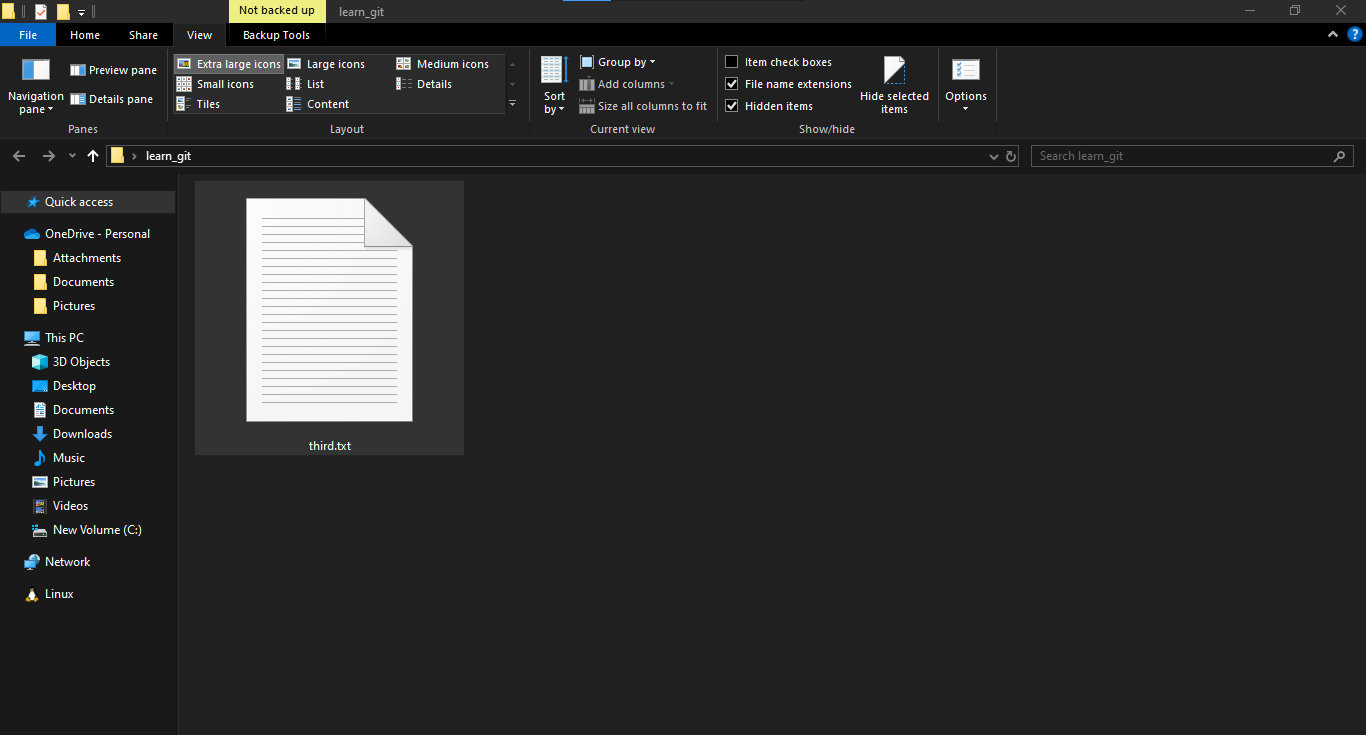 Not backed up
learn_git
File
Home
Share
View
Backup Tools
Navigation pane
Preview pane
Details pane
Panes
Extra large icons
Large icons
Medium icons
Small icons
List
Details
Tiles
Content
Layout
Sort by
Group by
Add columns
Size all columns to fit
Current view
Item check boxes
File name extensions
Hidden items
Hide selected items
Show/hide
Options
learn_git
Search learn_git
Quick access
OneDrive - Personal
Attachments
Documents
Pictures
This PC
3D Objects
Desktop
Documents
Downloads
Music
Pictures
Videos
New Volume (C:)
Network
Linux
third.txt